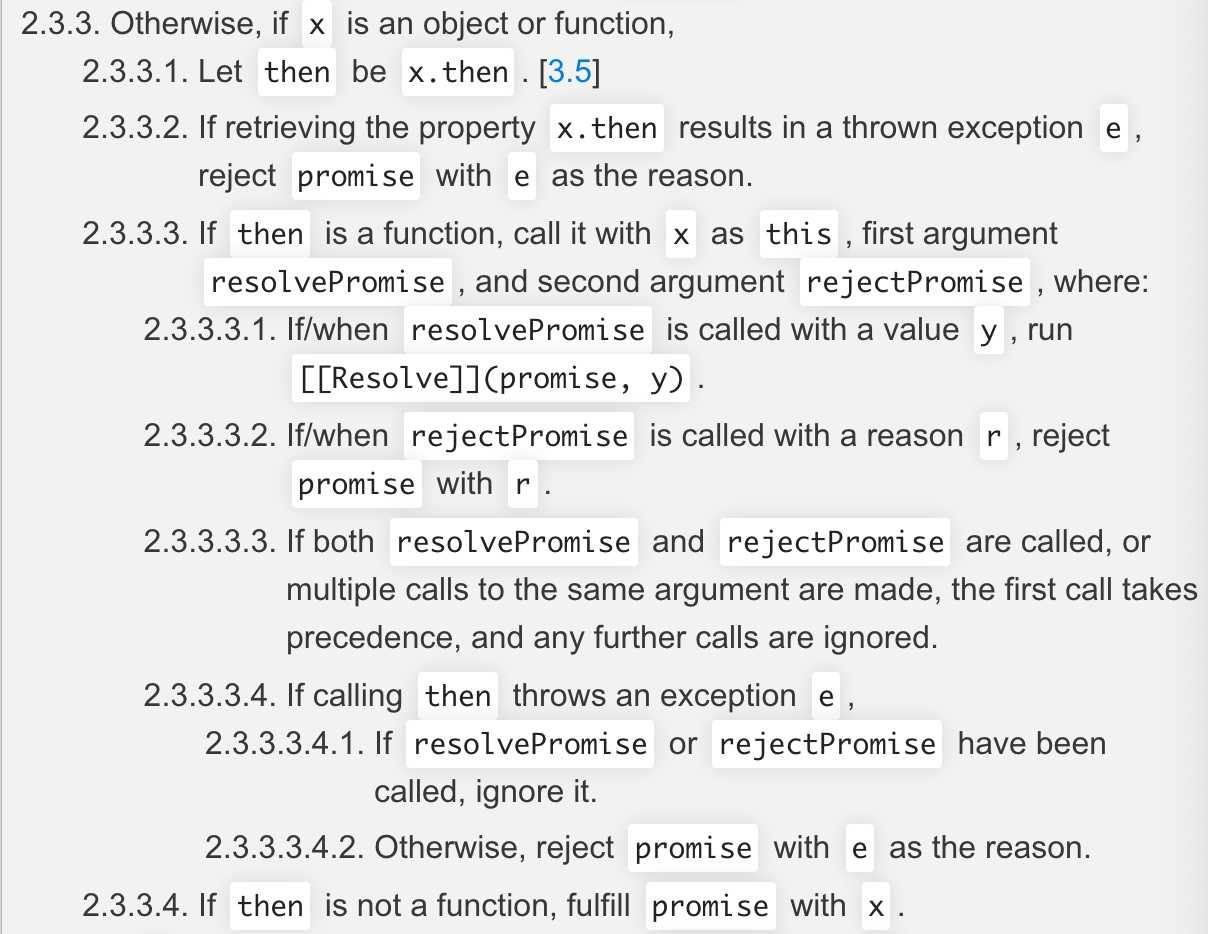 2.3.3. Otherwise, if x is an object or function,
2.3.3.1. Let then be x.then . [3.5]
2.3.3.2. If retrieving the property x.then results in a thrown exception e ,
reject promise with e as the reason.
2.3.3.3. If then is a function, call it with x as this , first argument
resolvePromise , and second argument rejectPromise , where:
2.3.3.3.1. If/when resolvePromise is called with a value y , run
[[Resolve]](promise, y) .
2.3.3.3.2. If/when rejectPromise is called with a reason r , reject
promise with r .
2.3.3.3.3. If both resolvePromise and rejectPromise are called, or
multiple calls to the same argument are made, the first call takes
precedence, and any further calls are ignored.
2.3.3.3.4. If calling then throws an exception e ,
2.3.3.3.4.1. If resolvePromise or rejectPromise have been
called, ignore it.
2.3.3.3.4.2. Otherwise, reject promise with e as the reason.
2.3.3.4. If then is not a function, fulfill promise with x .